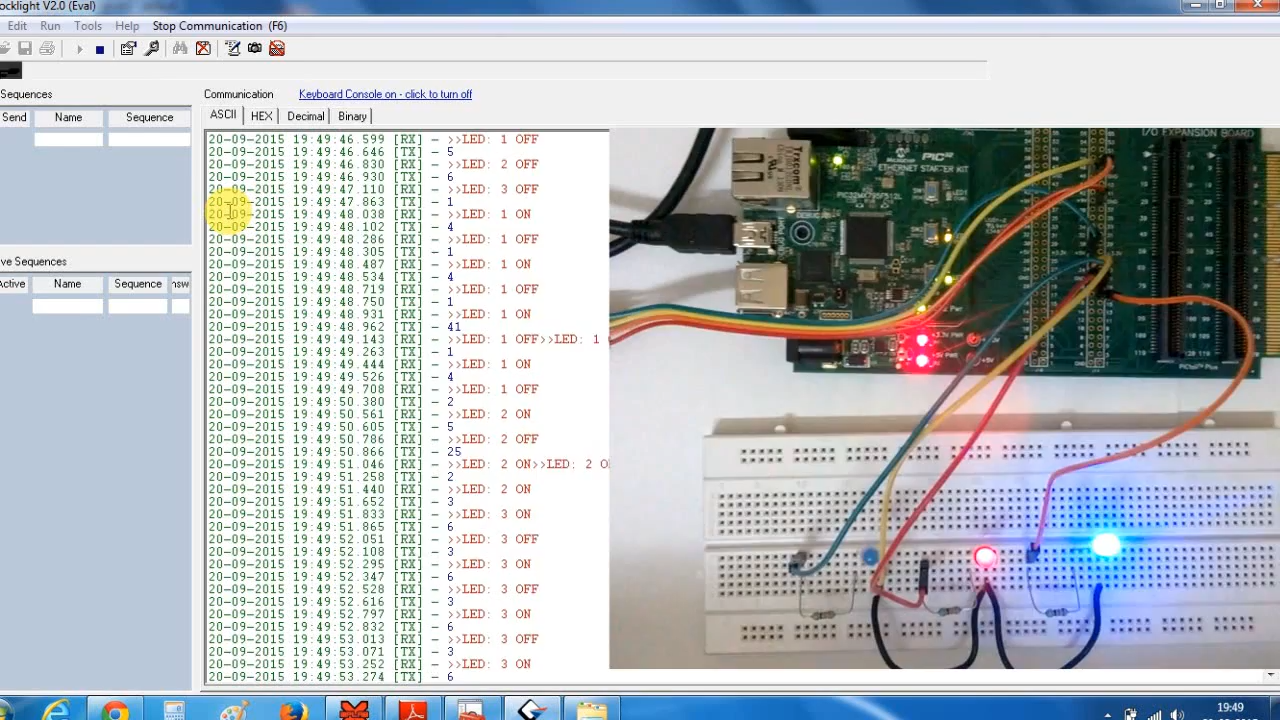 ocklight V2.0 (Eval)
Edit Run Tools Help Stop Communication (F6)
Sequences
Send Name Sequence
ve Sequences
Active Name Sequence nsw
Communication Keyboard Console on - click to turn off
ASCII HEX Decimal Binary
20-09-2015 19:49:46.599 [RX] - >>LED: 1 OFF
20-09-2015 19:49:46.646 [TX] - 5
20-09-2015 19:49:46.830 [RX] - >>LED: 2 OFF
20-09-2015 19:49:46.930 [TX] - 6
20-09-2015 19:49:47.110 [RX] - >>LED: 3 OFF
20-09-2015 19:49:47.863 [TX] - 1
20-09-2015 19:49:48.038 [RX] - >>LED: 1 ON
20-09-2015 19:49:48.102 [TX] - 4
20-09-2015 19:49:48.286 [RX] - >>LED: 1 OFF
20-09-2015 19:49:48.305 [TX] - 1
20-09-2015 19:49:48.487 [RX] - >>LED: 1 ON
20-09-2015 19:49:48.534 [TX] - 4
20-09-2015 19:49:48.719 [RX] - >>LED: 1 OFF
20-09-2015 19:49:48.750 [TX] - 1
20-09-2015 19:49:48.931 [RX] - >>LED: 1 ON
20-09-2015 19:49:48.962 [TX] - 41
20-09-2015 19:49:49.144 [RX] - >>LED: 1 OFF>>LED: 1
20-09-2015 19:49:49.263 [TX] - 1
20-09-2015 19:49:49.444 [RX] - >>LED: 1 ON
20-09-2015 19:49:49.526 [TX] - 4
20-09-2015 19:49:49.708 [RX] - >>LED: 1 OFF
20-09-2015 19:49:50.380 [TX] - 2
20-09-2015 19:49:50.561 [RX] - >>LED: 2 ON
20-09-2015 19:49:50.605 [TX] - 5
20-09-2015 19:49:50.786 [RX] - >>LED: 2 OFF
20-09-2015 19:49:50.866 [TX] - 25
20-09-2015 19:49:51.046 [RX] - >>LED: 2 ON>>LED: 2 O
20-09-2015 19:49:51.258 [TX] - 2
20-09-2015 19:49:51.440 [RX] - >>LED: 2 ON
20-09-2015 19:49:51.652 [TX] - 3
20-09-2015 19:49:51.833 [RX] - >>LED: 3 ON
20-09-2015 19:49:51.865 [TX] - 6
20-09-2015 19:49:52.051 [RX] - >>LED: 3 OFF
20-09-2015 19:49:52.108 [TX] - 3
20-09-2015 19:49:52.298 [RX] - >>LED: 3 ON
20-09-2015 19:49:52.347 [TX] - 6
20-09-2015 19:49:52.533 [RX] - >>LED: 3 OFF
20-09-2015 19:49:52.616 [TX] - 3
20-09-2015 19:49:52.797 [RX] - >>LED: 3 ON
20-09-2015 19:49:52.832 [TX] - 6
20-09-2015 19:49:53.013 [RX] - >>LED: 3 OFF
20-09-2015 19:49:53.071 [TX] - 3
20-09-2015 19:49:53.252 [RX] - >>LED: 3 ON
20-09-2015 19:49:53.274 [TX] - 6
I/O EXPANSION BOARD
PIC32
ETHERNET STARTER KIT
PICtail Plus
+5V
19:49